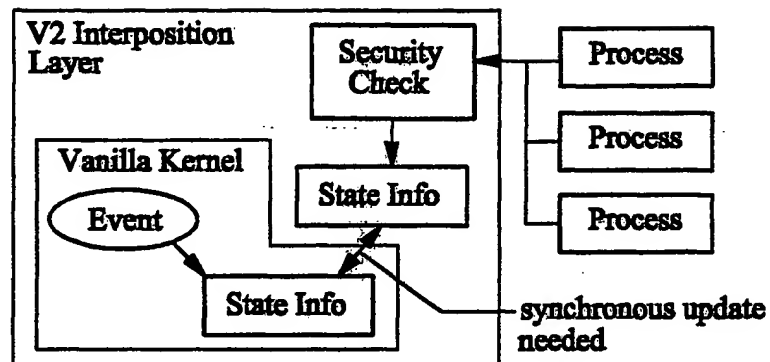 V2 Interposition
Layer
Security
Check
Process
Process
Process
Vanilla Kernel
Event
State Info
State Info
synchronous update
needed